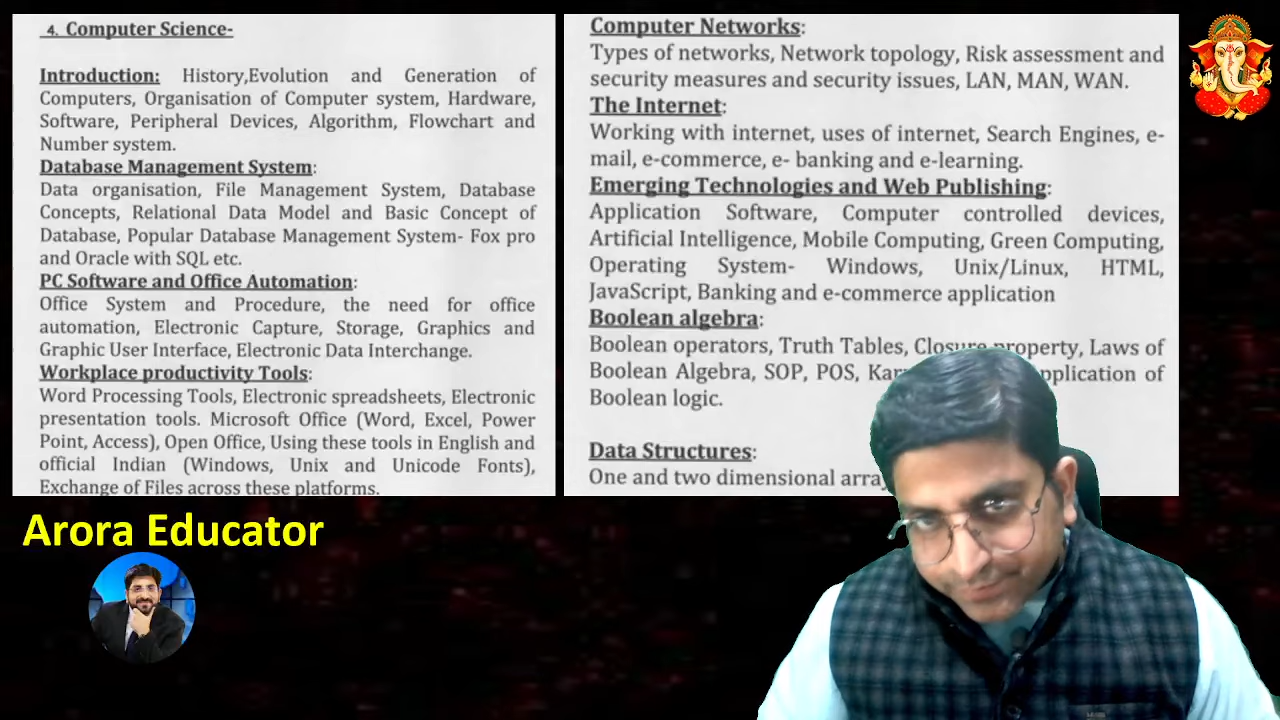 4. Computer Science-
Introduction: History,Evolution and Generation of
Computers, Organisation of Computer system, Hardware,
Software, Peripheral Devices, Algorithm, Flowchart and
Number system.
Database Management System:
Data organisation, File Management System, Database
Concepts, Relational Data Model and Basic Concept of
Database, Popular Database Management System- Fox pro
and Oracle with SQL etc.
PC Software and Office Automation:
Office System and Procedure, the need for office
automation, Electronic Capture, Storage, Graphics and
Graphic User Interface, Electronic Data Interchange.
Workplace productivity Tools:
Word Processing Tools, Electronic spreadsheets, Electronic
presentation tools. Microsoft Office (Word, Excel, Power
Point, Access), Open Office, Using these tools in English and
official Indian (Windows, Unix and Unicode Fonts),
Exchange of Files across these platforms.
Computer Networks:
Types of networks, Network topology, Risk assessment and
security measures and security issues, LAN, MAN, WAN.
The Internet:
Working with internet, uses of internet, Search Engines, e-
mail, e-commerce, e- banking and e-learning.
Emerging Technologies and Web Publishing:
Application Software, Computer controlled devices,
Artificial Intelligence, Mobile Computing, Green Computing,
Operating System- Windows, Unix/Linux, HTML,
JavaScript, Banking and e-commerce application
Boolean algebra:
Boolean operators, Truth Tables, Closure property, Laws of
Boolean Algebra, SOP, POS, application of
Boolean logic.
Data Structures:
One and two dimensional
Arora Educator